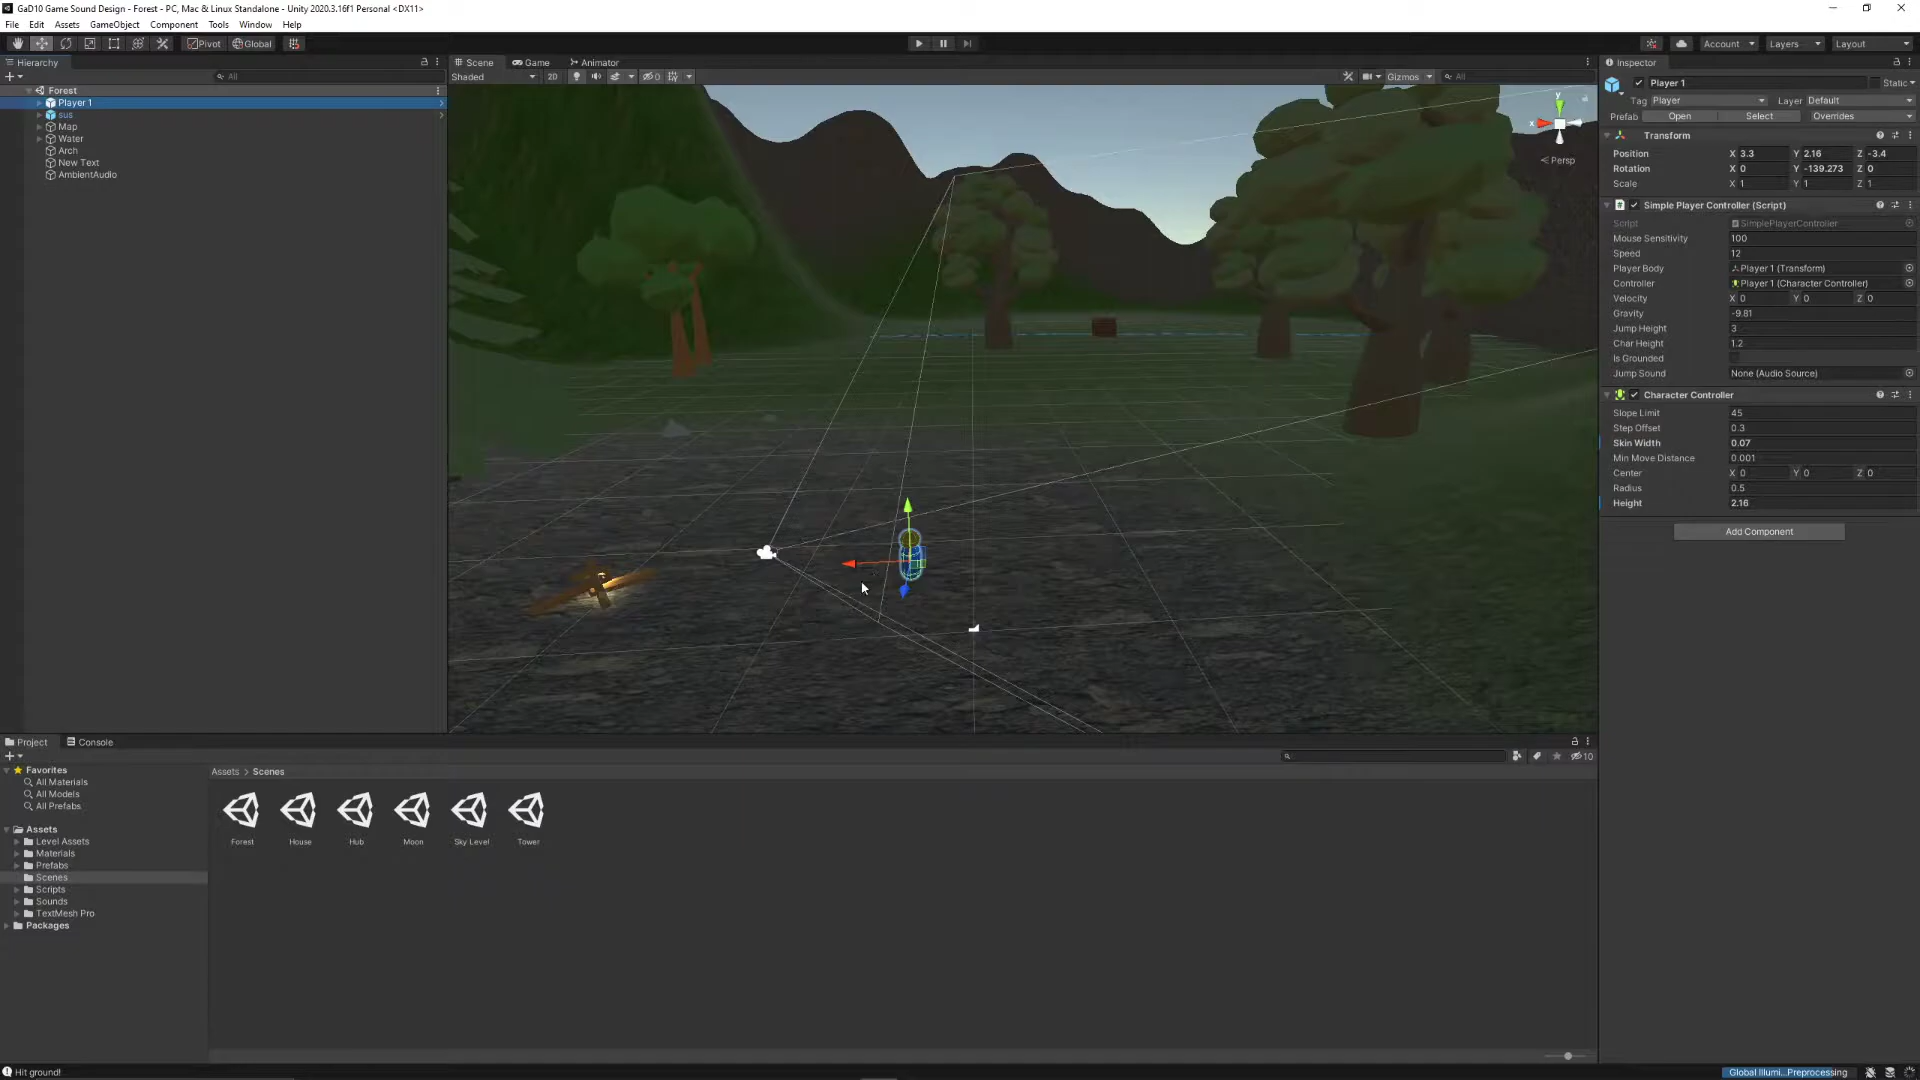 GaD10 Game Sound Design - Forest - PC, Mac & Linux Standalone - Unity 2020.3.16f1 Personal <DX11>
File Edit Assets GameObject Component Tools Window Help
Pivot Global Account Layers Layout
Hierarchy
All
Forest
Player 1
sus
Map
Water
Arch
New Text
AmbientAudio
Scene Game Animator
Shaded 2D 0 Gizmos All
y
x
< Persp
Inspector
Player 1 Static
Tag Player Layer Default
Prefab Open Select Overrides
Transform
Position X 3.3 Y 2.16 Z -3.4
Rotation X 0 Y -139.273 Z 0
Scale X 1 Y 1 Z 1
# Simple Player Controller (Script)
Script SimplePlayerController
Mouse Sensitivity 100
Speed 12
Player Body Player 1 (Transform)
Controller Player 1 (Character Controller)
Velocity X 0 Y 0 Z 0
Gravity -9.81
Jump Height 3
Char Height 1.2
Is Grounded
Jump Sound None (Audio Source)
Character Controller
Slope Limit 45
Step Offset 0.3
Skin Width 0.07
Min Move Distance 0.001
Center X 0 Y 0 Z 0
Radius 0.5
Height 2.16
Add Component
Project Console
10
Favorites
All Materials
All Models
All Prefabs
Assets
Level Assets
Materials
Prefabs
Scenes
Scripts
Sounds
TextMesh Pro
Packages
Assets > Scenes
Forest House Hub Moon Sky Level Tower
Hit ground!
Global Illumi...Preprocessing